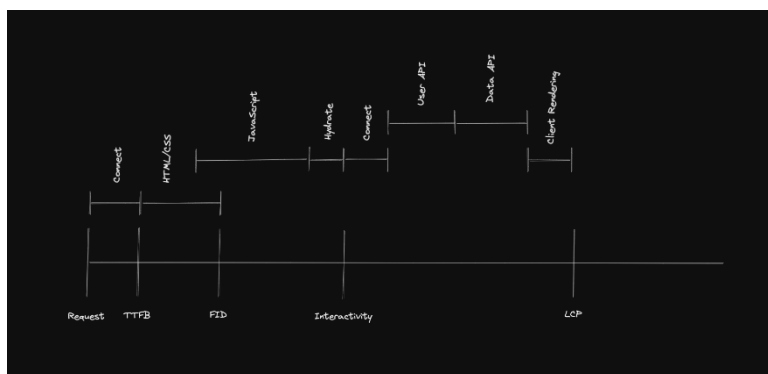 Connect
HTML/CSS
JavaScript
Hydrate
Connect
User API
Data API
Client Rendering
Request
TTFB
FID
Interactivity
LCP